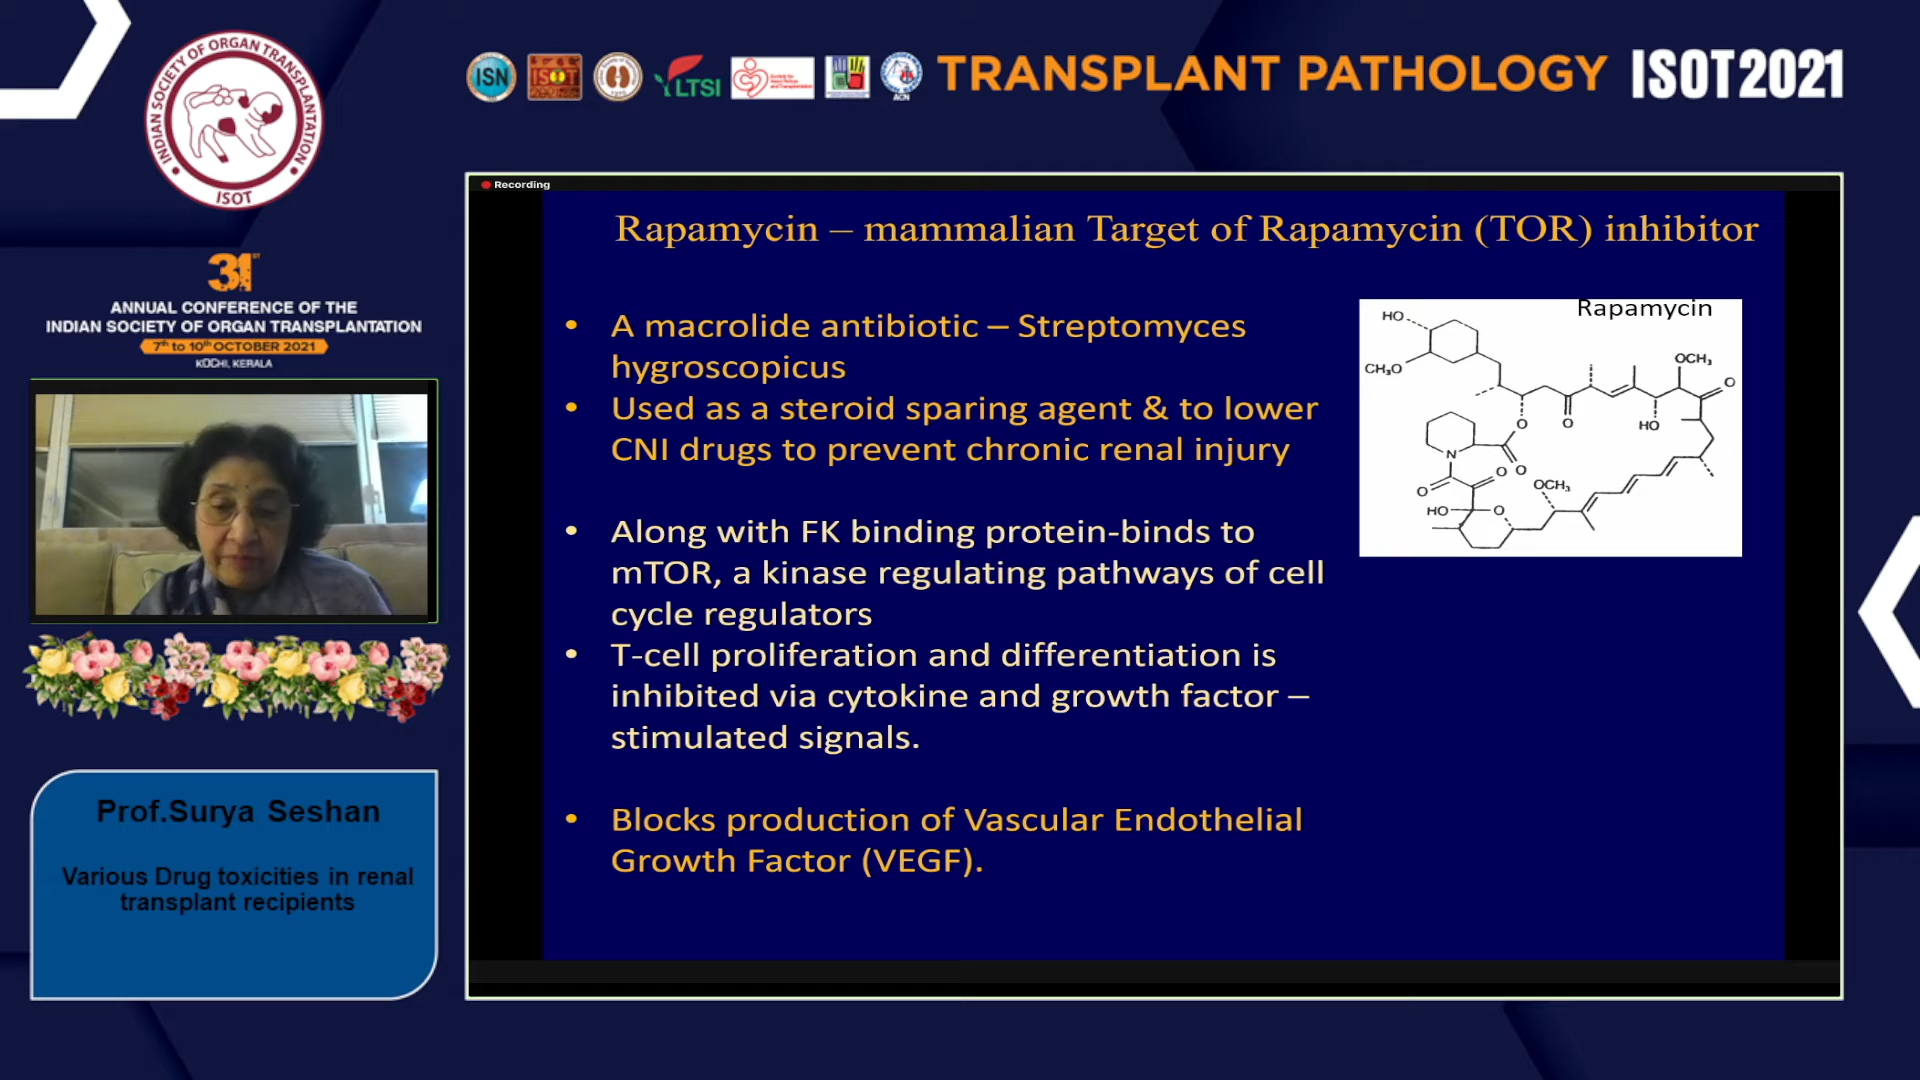 INDIAN SOCIETY OF ORGAN TRANSPLANTATION
ISOT
ISN
ISOT
LTSI
ACN
TRANSPLANT PATHOLOGY ISOT2021
31ST
ANNUAL CONFERENCE OF THE
INDIAN SOCIETY OF ORGAN TRANSPLANTATION
7th to 10th OCTOBER 2021
KOCHI, KERALA
Prof.Surya Seshan
Various Drug toxicities in renal
transplant recipients
Recording
Rapamycin – mammalian Target of Rapamycin (TOR) inhibitor
• A macrolide antibiotic – Streptomyces
hygroscopicus
• Used as a steroid sparing agent & to lower
CNI drugs to prevent chronic renal injury
• Along with FK binding protein-binds to
mTOR, a kinase regulating pathways of cell
cycle regulators
• T-cell proliferation and differentiation is
inhibited via cytokine and growth factor –
stimulated signals.
• Blocks production of Vascular Endothelial
Growth Factor (VEGF).
Rapamycin
HO
CH₃O
OCH₃
O
O
O
HO
N
O
O
O
O
OCH₃
HO
O